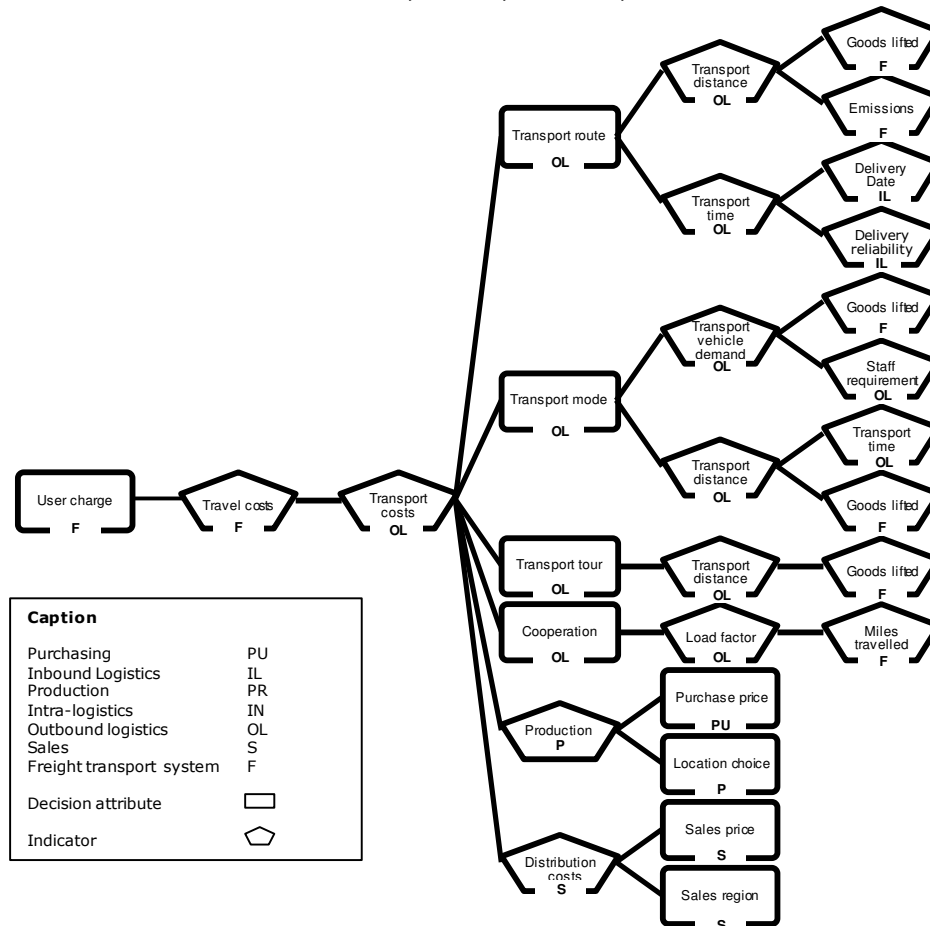 Goods lifted
F
Transport
distance
OL
Emissions
F
Transport route
OL
Delivery
Date
IL
Transport
time
OL
Delivery
reliability
IL
Goods lifted
F
Transport
vehicle
demand
OL
Staff
requirement
OL
Transport mode
OL
Transport
time
OL
Transport
distance
OL
Goods lifted
F
User charge
F
Travel costs
F
Transport
costs
OL
Transport tour
OL
Transport
distance
OL
Goods lifted
F
Cooperation
OL
Load factor
OL
Miles
travelled
F
Production
P
Purchase price
PU
Location choice
P
Distribution
costs
S
Sales price
S
Sales region
S
Caption
Purchasing PU
Inbound Logistics IL
Production PR
Intra-logistics IN
Outbound logistics OL
Sales S
Freight transport system F
Decision attribute
Indicator